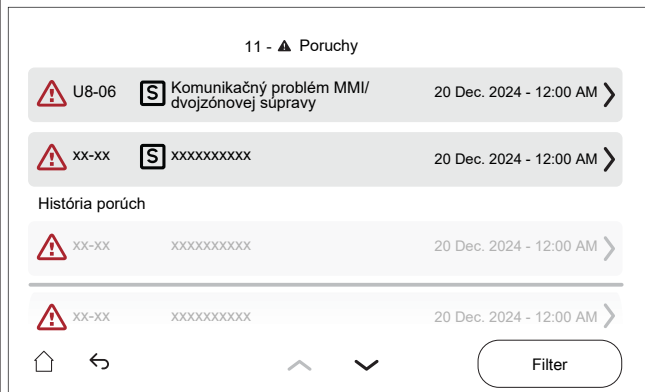 11 - Poruchy
U8-06 S Komunikačný problém MMI/ 20 Dec. 2024 - 12:00 AM
dvojzónovej súpravy
xx-xx S xxxxxxxxxx 20 Dec. 2024 - 12:00 AM
História porúch
xx-xx xxxxxxxxxx 20 Dec. 2024 - 12:00 AM
xx-xx xxxxxxxxxx 20 Dec. 2024 - 12:00 AM
Filter